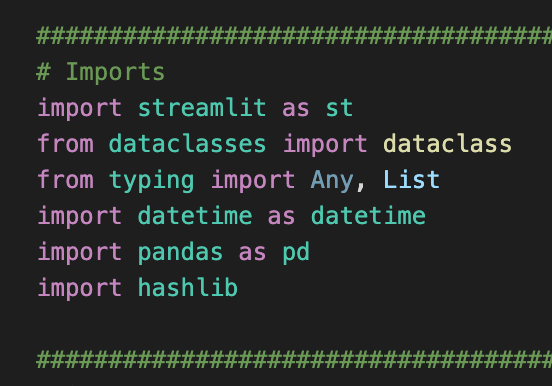 ####################################
# Imports
import streamlit as st
from dataclasses import dataclass
from typing import Any, List
import datetime as datetime
import pandas as pd
import hashlib
####################################